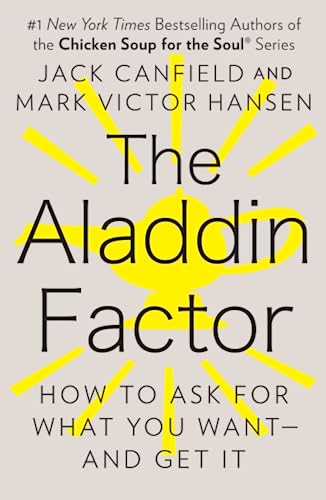 #1 New York Times Bestselling Authors of
the Chicken Soup for the Soul® Series
JACK CANFIELD AND
MARK VICTOR HANSEN
The
Aladdin
Factor
HOW TO ASK FOR
WHAT YOU WANT—
AND GET IT